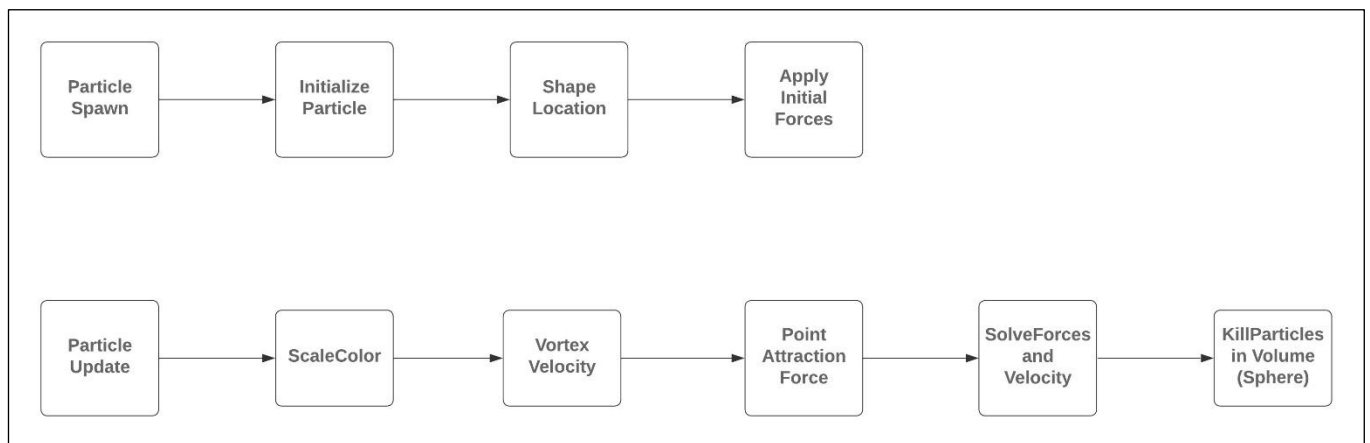 Particle
Spawn
Initialize
Particle
Shape
Location
Apply
Initial
Forces
Particle
Update
ScaleColor
Vortex
Velocity
Point
Attraction
Force
SolveForces
and
Velocity
KillParticles
in Volume
(Sphere)